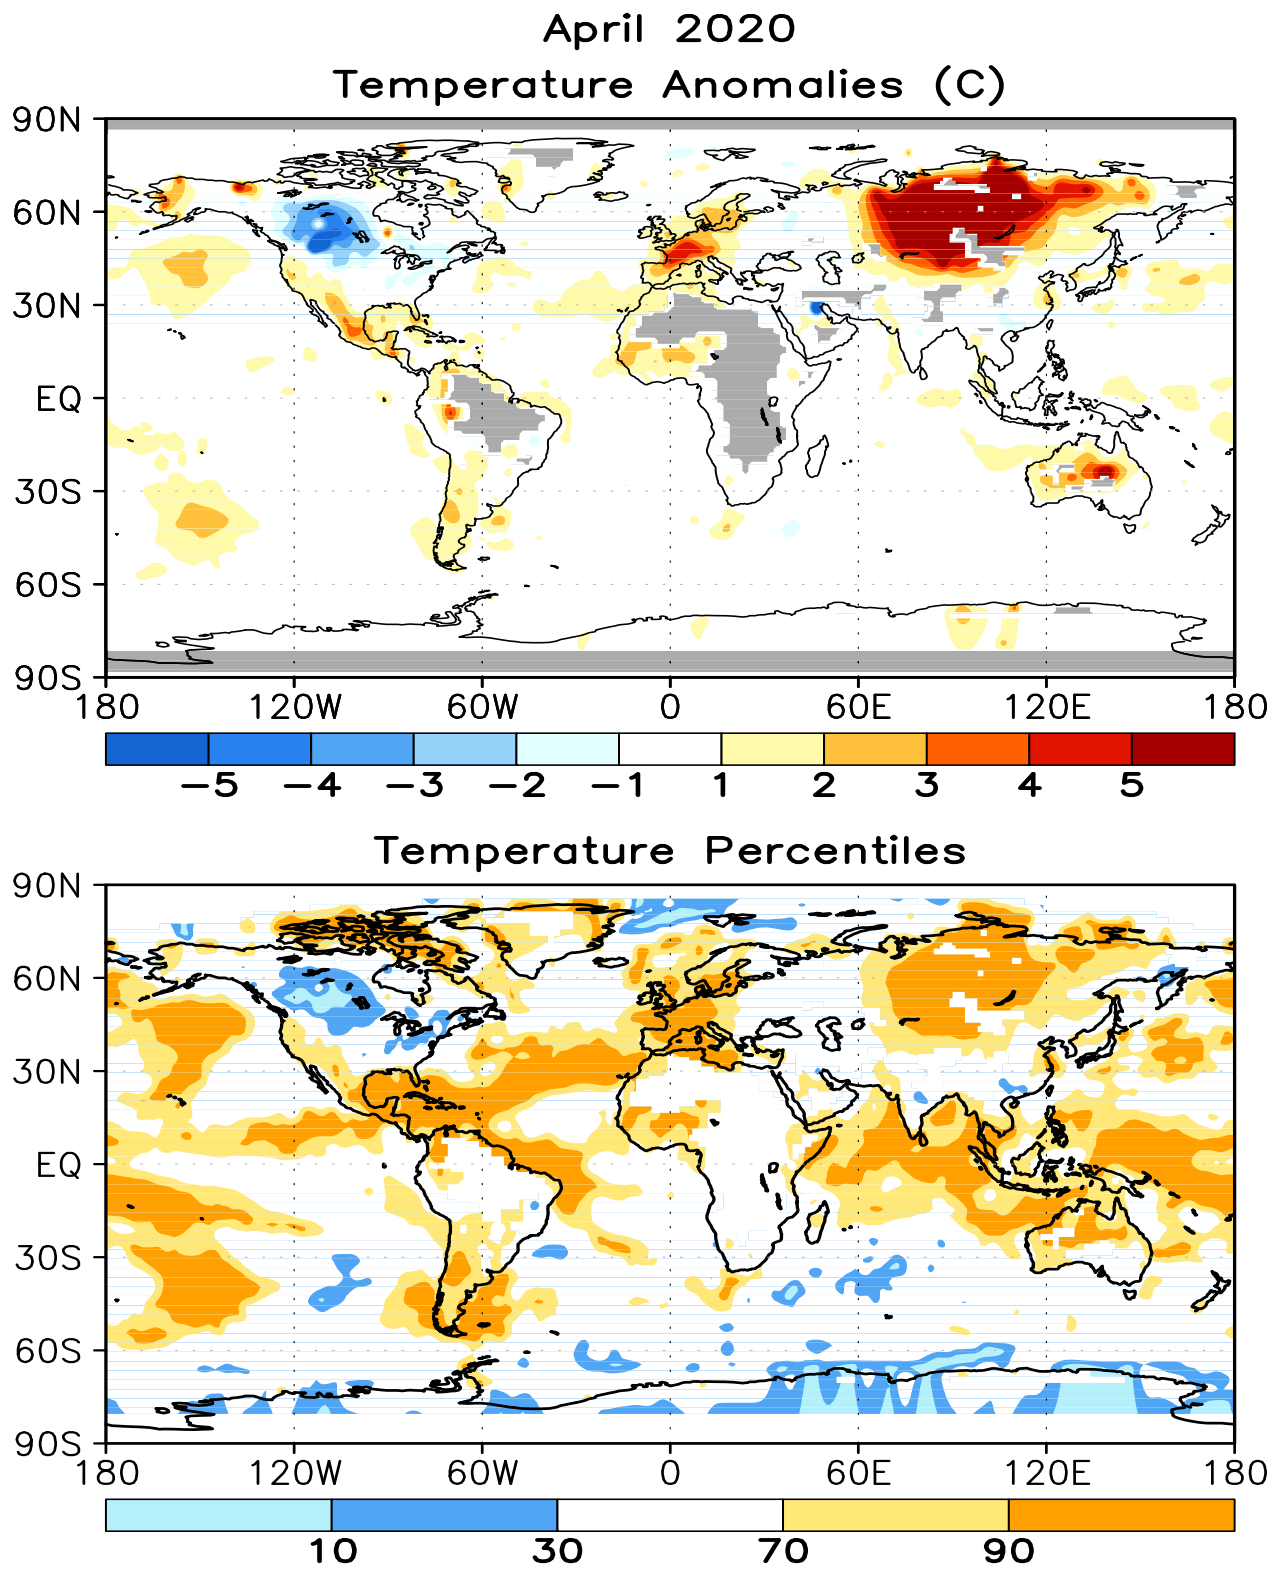 April 2020
Temperature Anomalies (C)
90N
60N
30N
EQ
30S
60S
90S
180 120W 60W 0 60E 120E 180
−5 −4 −3 −2 −1 1 2 3 4 5
Temperature Percentiles
90N
60N
30N
EQ
30S
60S
90S
180 120W 60W 0 60E 120E 180
10 30 70 90